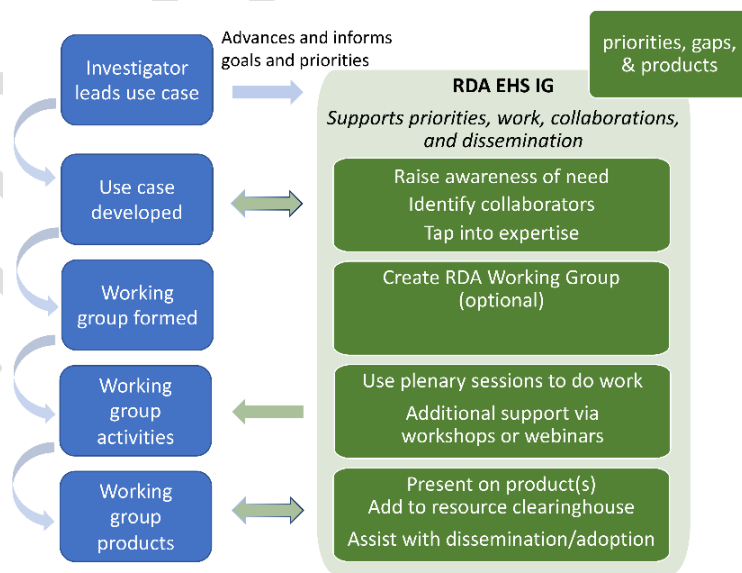 Investigator
leads use case
Advances and informs
goals and priorities
priorities, gaps,
& products
RDA EHS IG
Supports priorities, work, collaborations,
and dissemination
Use case
developed
Raise awareness of need
Identify collaborators
Tap into expertise
Working
group formed
Create RDA Working Group
(optional)
Working
group
activities
Use plenary sessions to do work
Additional support via
workshops or webinars
Working
group
products
Present on product(s)
Add to resource clearinghouse
Assist with dissemination/adoption